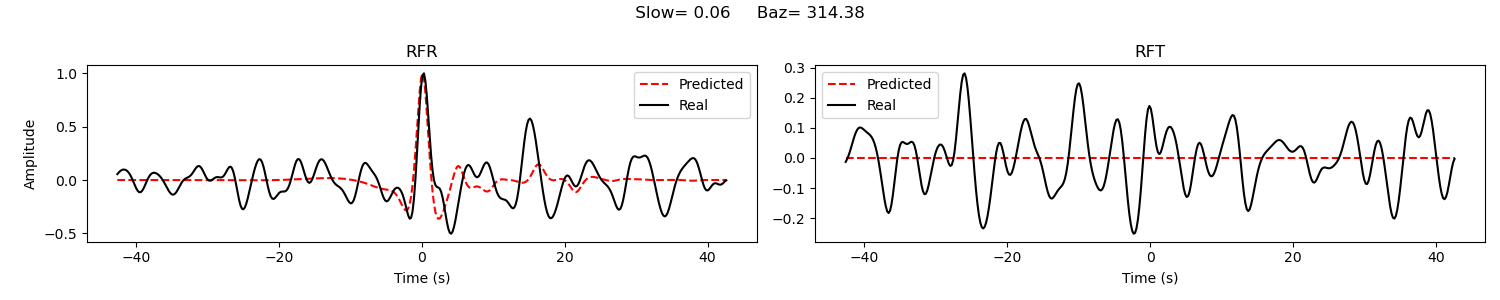 Slow= 0.06 Baz= 314.38
RFR
Amplitude
1.0
0.5
0.0
−0.5
−40
−20
0
20
40
Time (s)
Predicted
Real
RFT
0.3
0.2
0.1
0.0
−0.1
−0.2
−40
−20
0
20
40
Time (s)
Predicted
Real